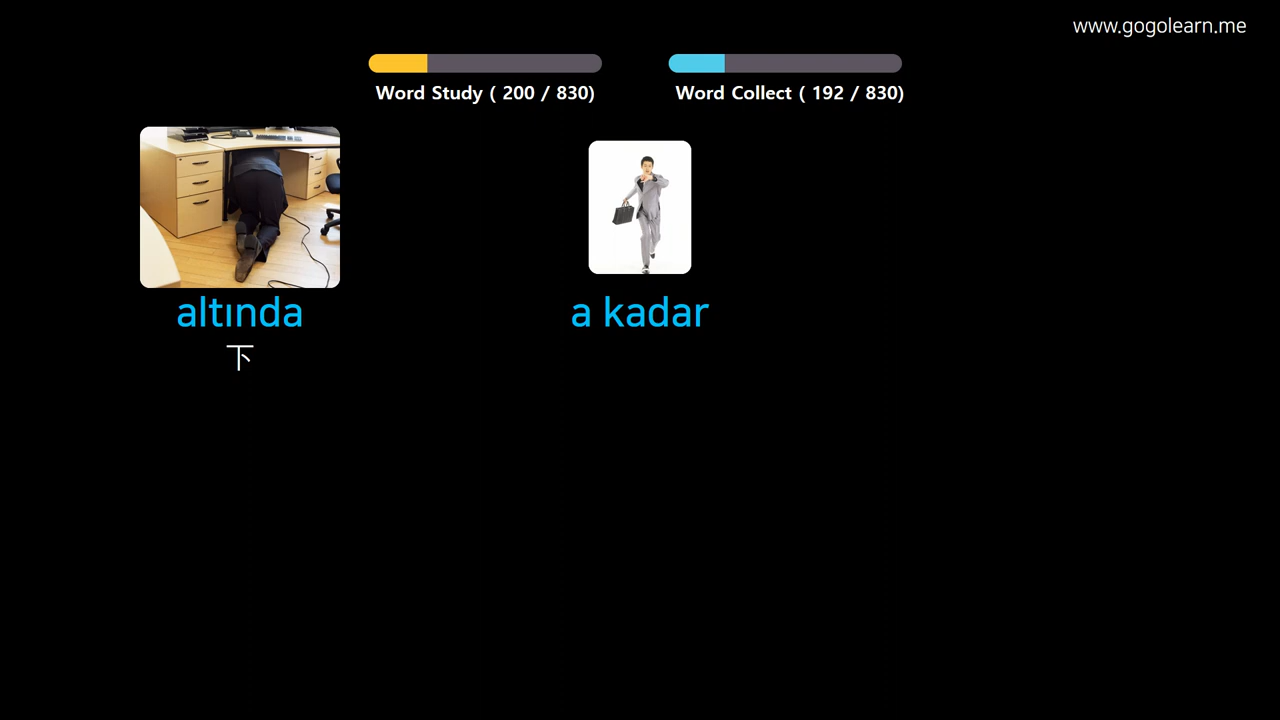 www.gogolearn.me
Word Study ( 200 / 830)
Word Collect ( 192 / 830)
altında
a kadar
下